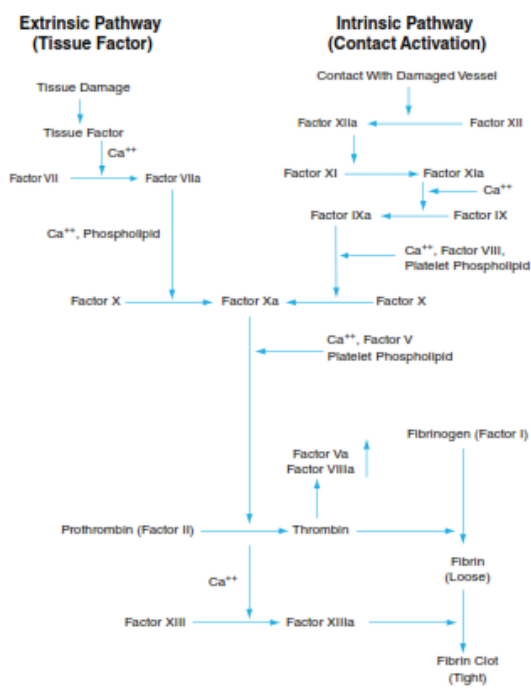 Extrinsic Pathway
(Tissue Factor)
Intrinsic Pathway
(Contact Activation)
Tissue Damage
Tissue Factor
Ca⁺⁺
Factor VII
Factor VIIa
Ca⁺⁺, Phospholipid
Contact With Damaged Vessel
Factor XIIa
Factor XII
Factor XI
Factor XIa
Ca⁺⁺
Factor IXa
Factor IX
Ca⁺⁺, Factor VIII,
Platelet Phospholipid
Factor X
Factor Xa
Factor X
Ca⁺⁺, Factor V
Platelet Phospholipid
Fibrinogen (Factor I)
Factor Va
Factor VIIIa
Prothrombin (Factor II)
Thrombin
Fibrin
(Loose)
Ca⁺⁺
Factor XIII
Factor XIIIa
Fibrin Clot
(Tight)